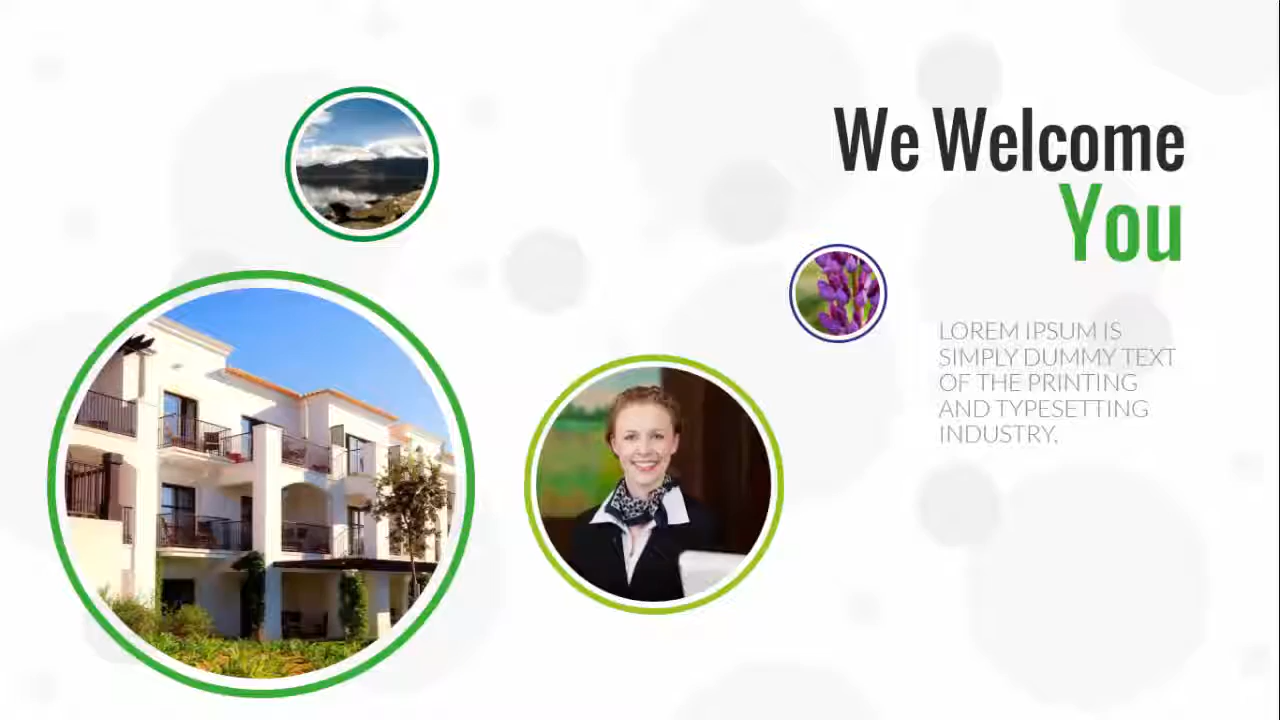 We Welcome
You
LOREM IPSUM IS
SIMPLY DUMMY TEXT
OF THE PRINTING
AND TYPESETTING
INDUSTRY.